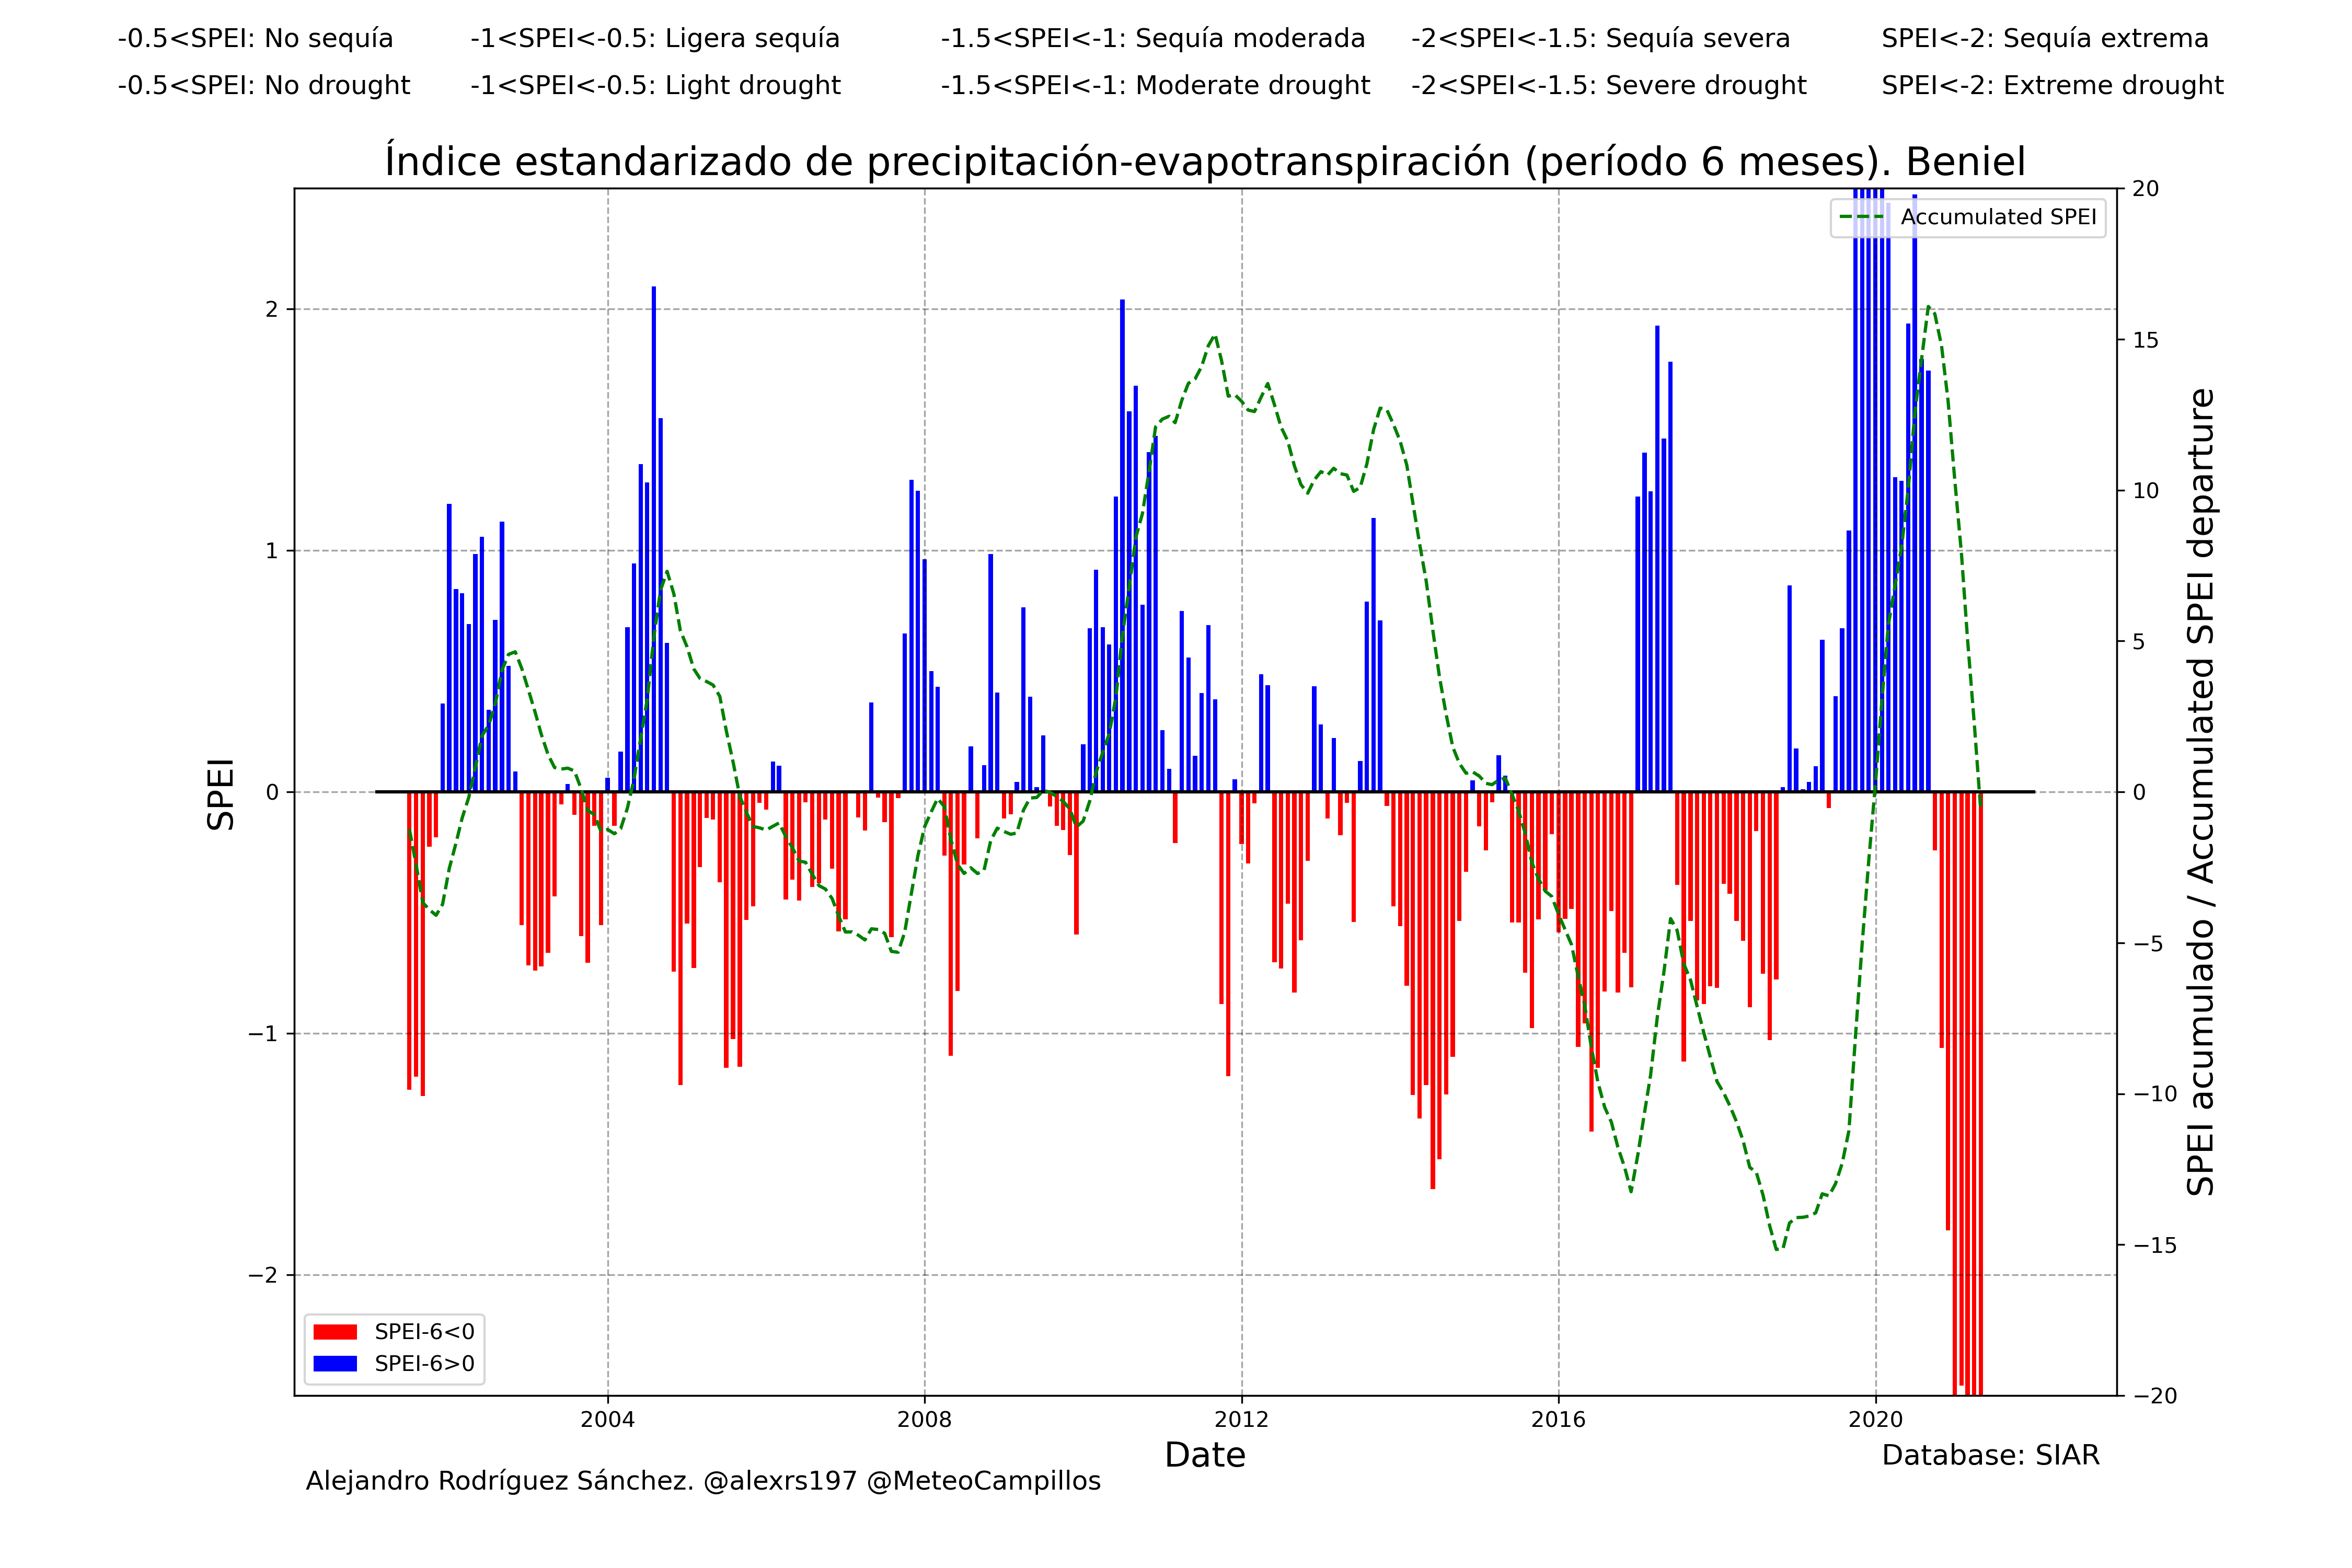 -0.5<SPEI: No sequía -1<SPEI<-0.5: Ligera sequía -1.5<SPEI<-1: Sequía moderada -2<SPEI<-1.5: Sequía severa SPEI<-2: Sequía extrema
-0.5<SPEI: No drought -1<SPEI<-0.5: Light drought -1.5<SPEI<-1: Moderate drought -2<SPEI<-1.5: Severe drought SPEI<-2: Extreme drought
Índice estandarizado de precipitación-evapotranspiración (período 6 meses). Beniel
Accumulated SPEI
SPEI
2
1
0
−1
−2
20
15
10
5
0
−5
−10
−15
−20
SPEI acumulado / Accumulated SPEI departure
SPEI-6<0
SPEI-6>0
2004 2008 2012 2016 2020
Date
Database: SIAR
Alejandro Rodríguez Sánchez. @alexrs197 @MeteoCampillos